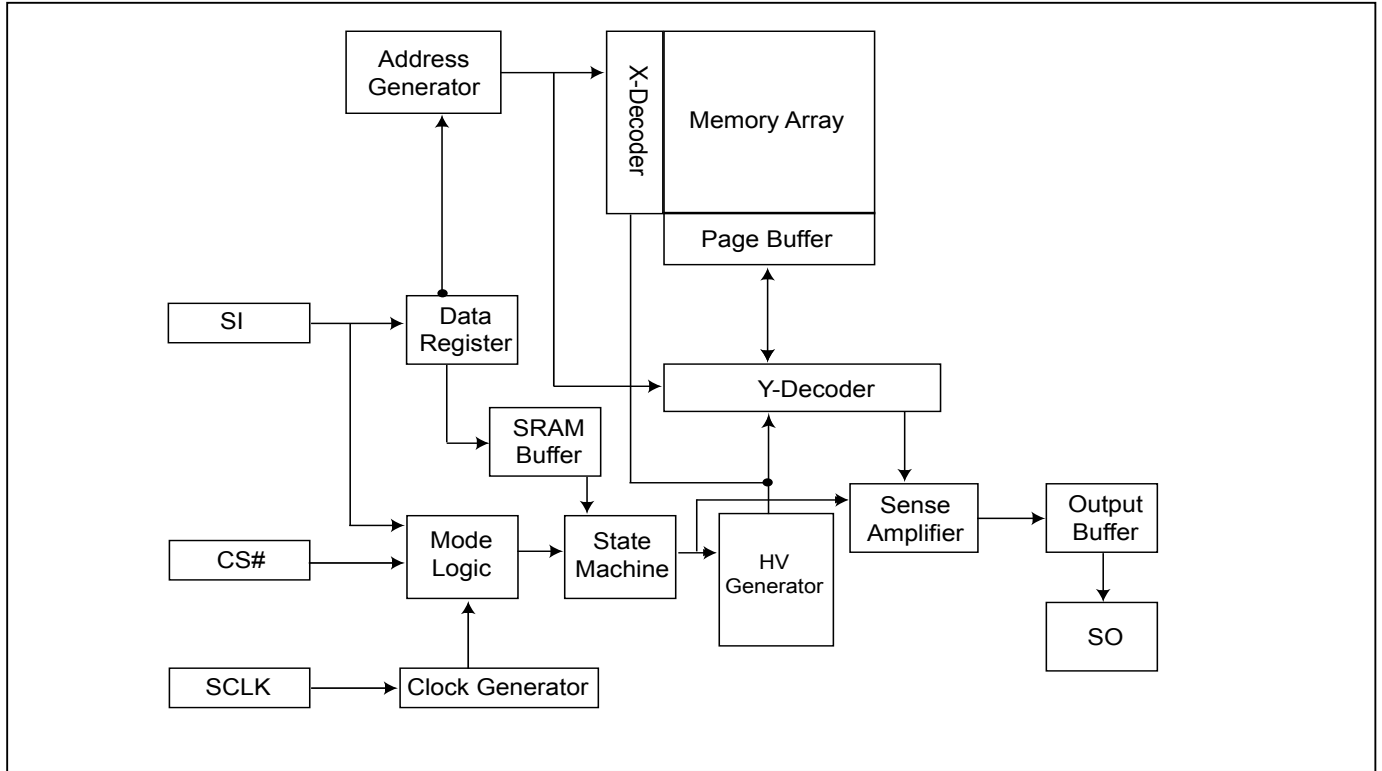 Address
Generator
X-Decoder
Memory Array
Page Buffer
SI
Data
Register
Y-Decoder
SRAM
Buffer
Sense
Amplifier
Output
Buffer
CS#
Mode
Logic
State
Machine
HV
Generator
SO
SCLK
Clock Generator